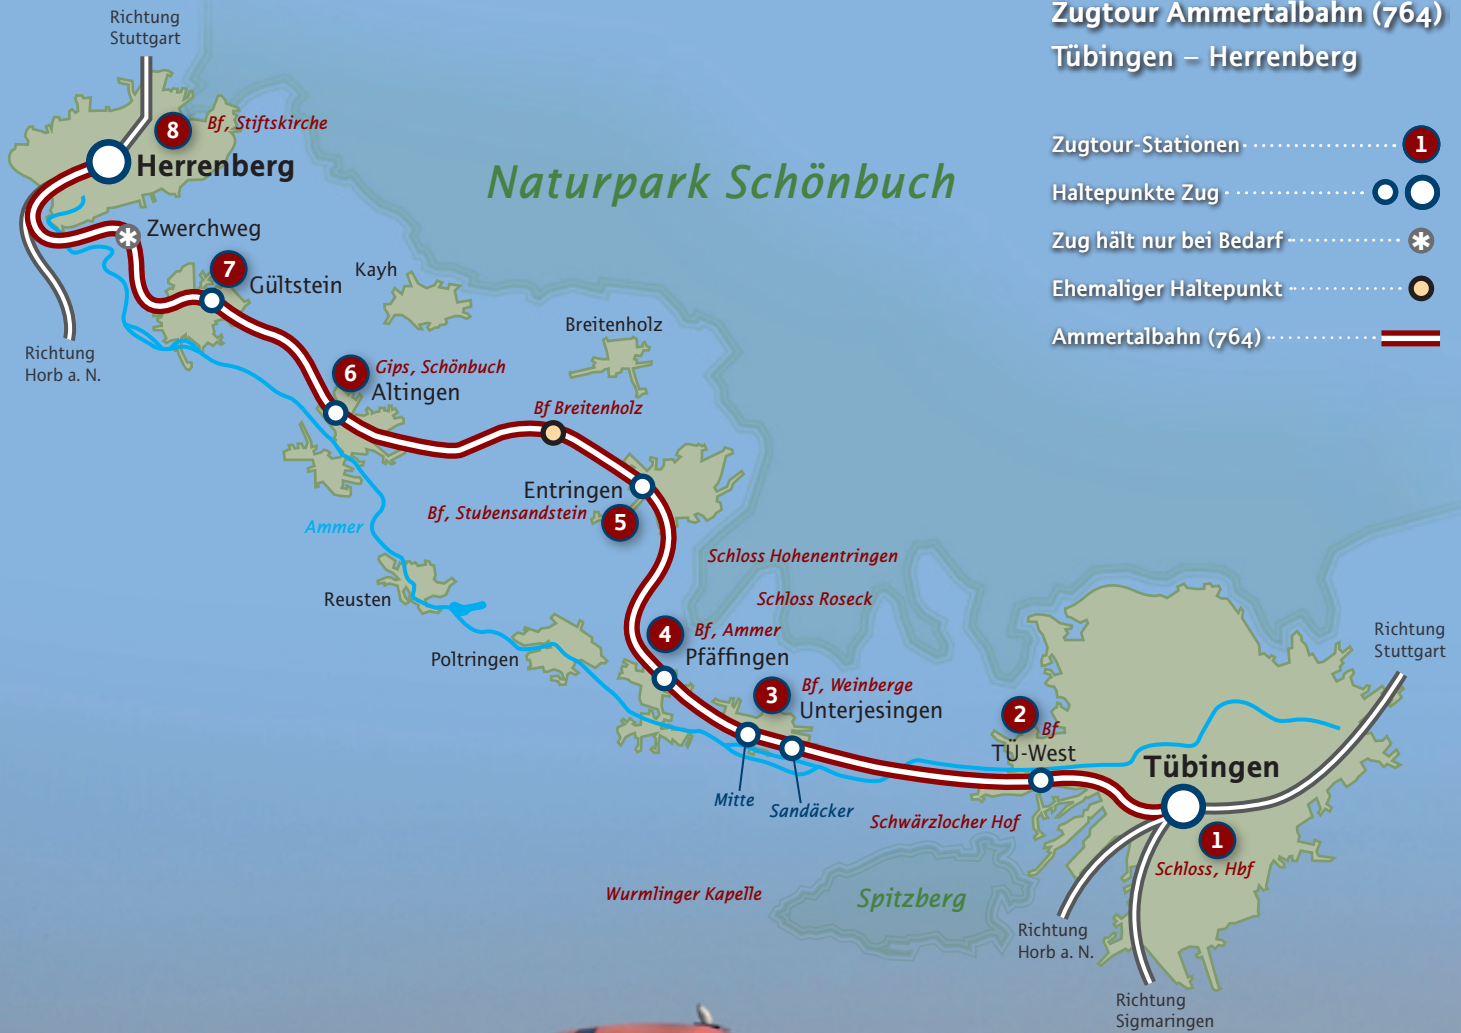 Zugtour Ammertalbahn (764)
Tübingen – Herrenberg
Zugtour-Stationen 1
Haltepunkte Zug
Zug hält nur bei Bedarf
Ehemaliger Haltepunkt
Ammertalbahn (764)
Richtung
Stuttgart
8
Bf, Stiftskirche
Herrenberg
Naturpark Schönbuch
Zwerchweg
7
Gültstein
Kayh
Richtung
Horb a. N.
Breitenholz
6
Gips, Schönbuch
Altingen
Bf Breitenholz
Entringen
Bf, Stubensandstein
5
Ammer
Schloss Hohenentringen
Schloss Roseck
Reusten
4
Bf, Ammer
Pfäffingen
Poltringen
3
Bf, Weinberge
Unterjesingen
Mitte
Sandäcker
2
Bf
TÜ-West
Richtung
Stuttgart
Tübingen
1
Schloss, Hbf
Schwärzlocher Hof
Wurmlinger Kapelle
Spitzberg
Richtung
Horb a. N.
Richtung
Sigmaringen